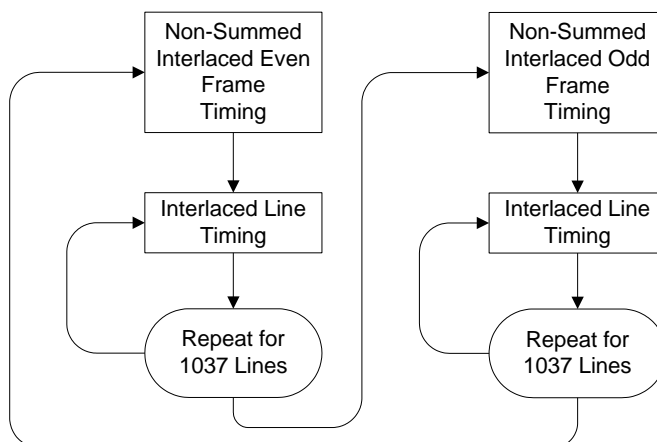 Non-Summed
Interlaced Even
Frame
Timing
Interlaced Line
Timing
Repeat for
1037 Lines
Non-Summed
Interlaced Odd
Frame
Timing
Interlaced Line
Timing
Repeat for
1037 Lines